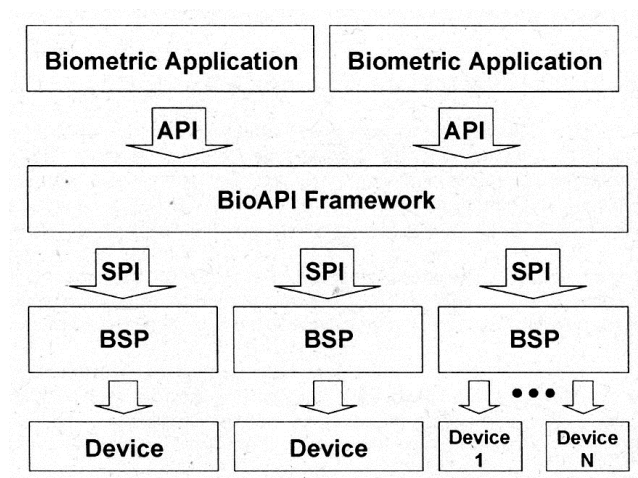 Biometric Application
Biometric Application
API
API
BioAPI Framework
SPI
SPI
SPI
BSP
BSP
BSP
Device
Device
Device
1
Device
N